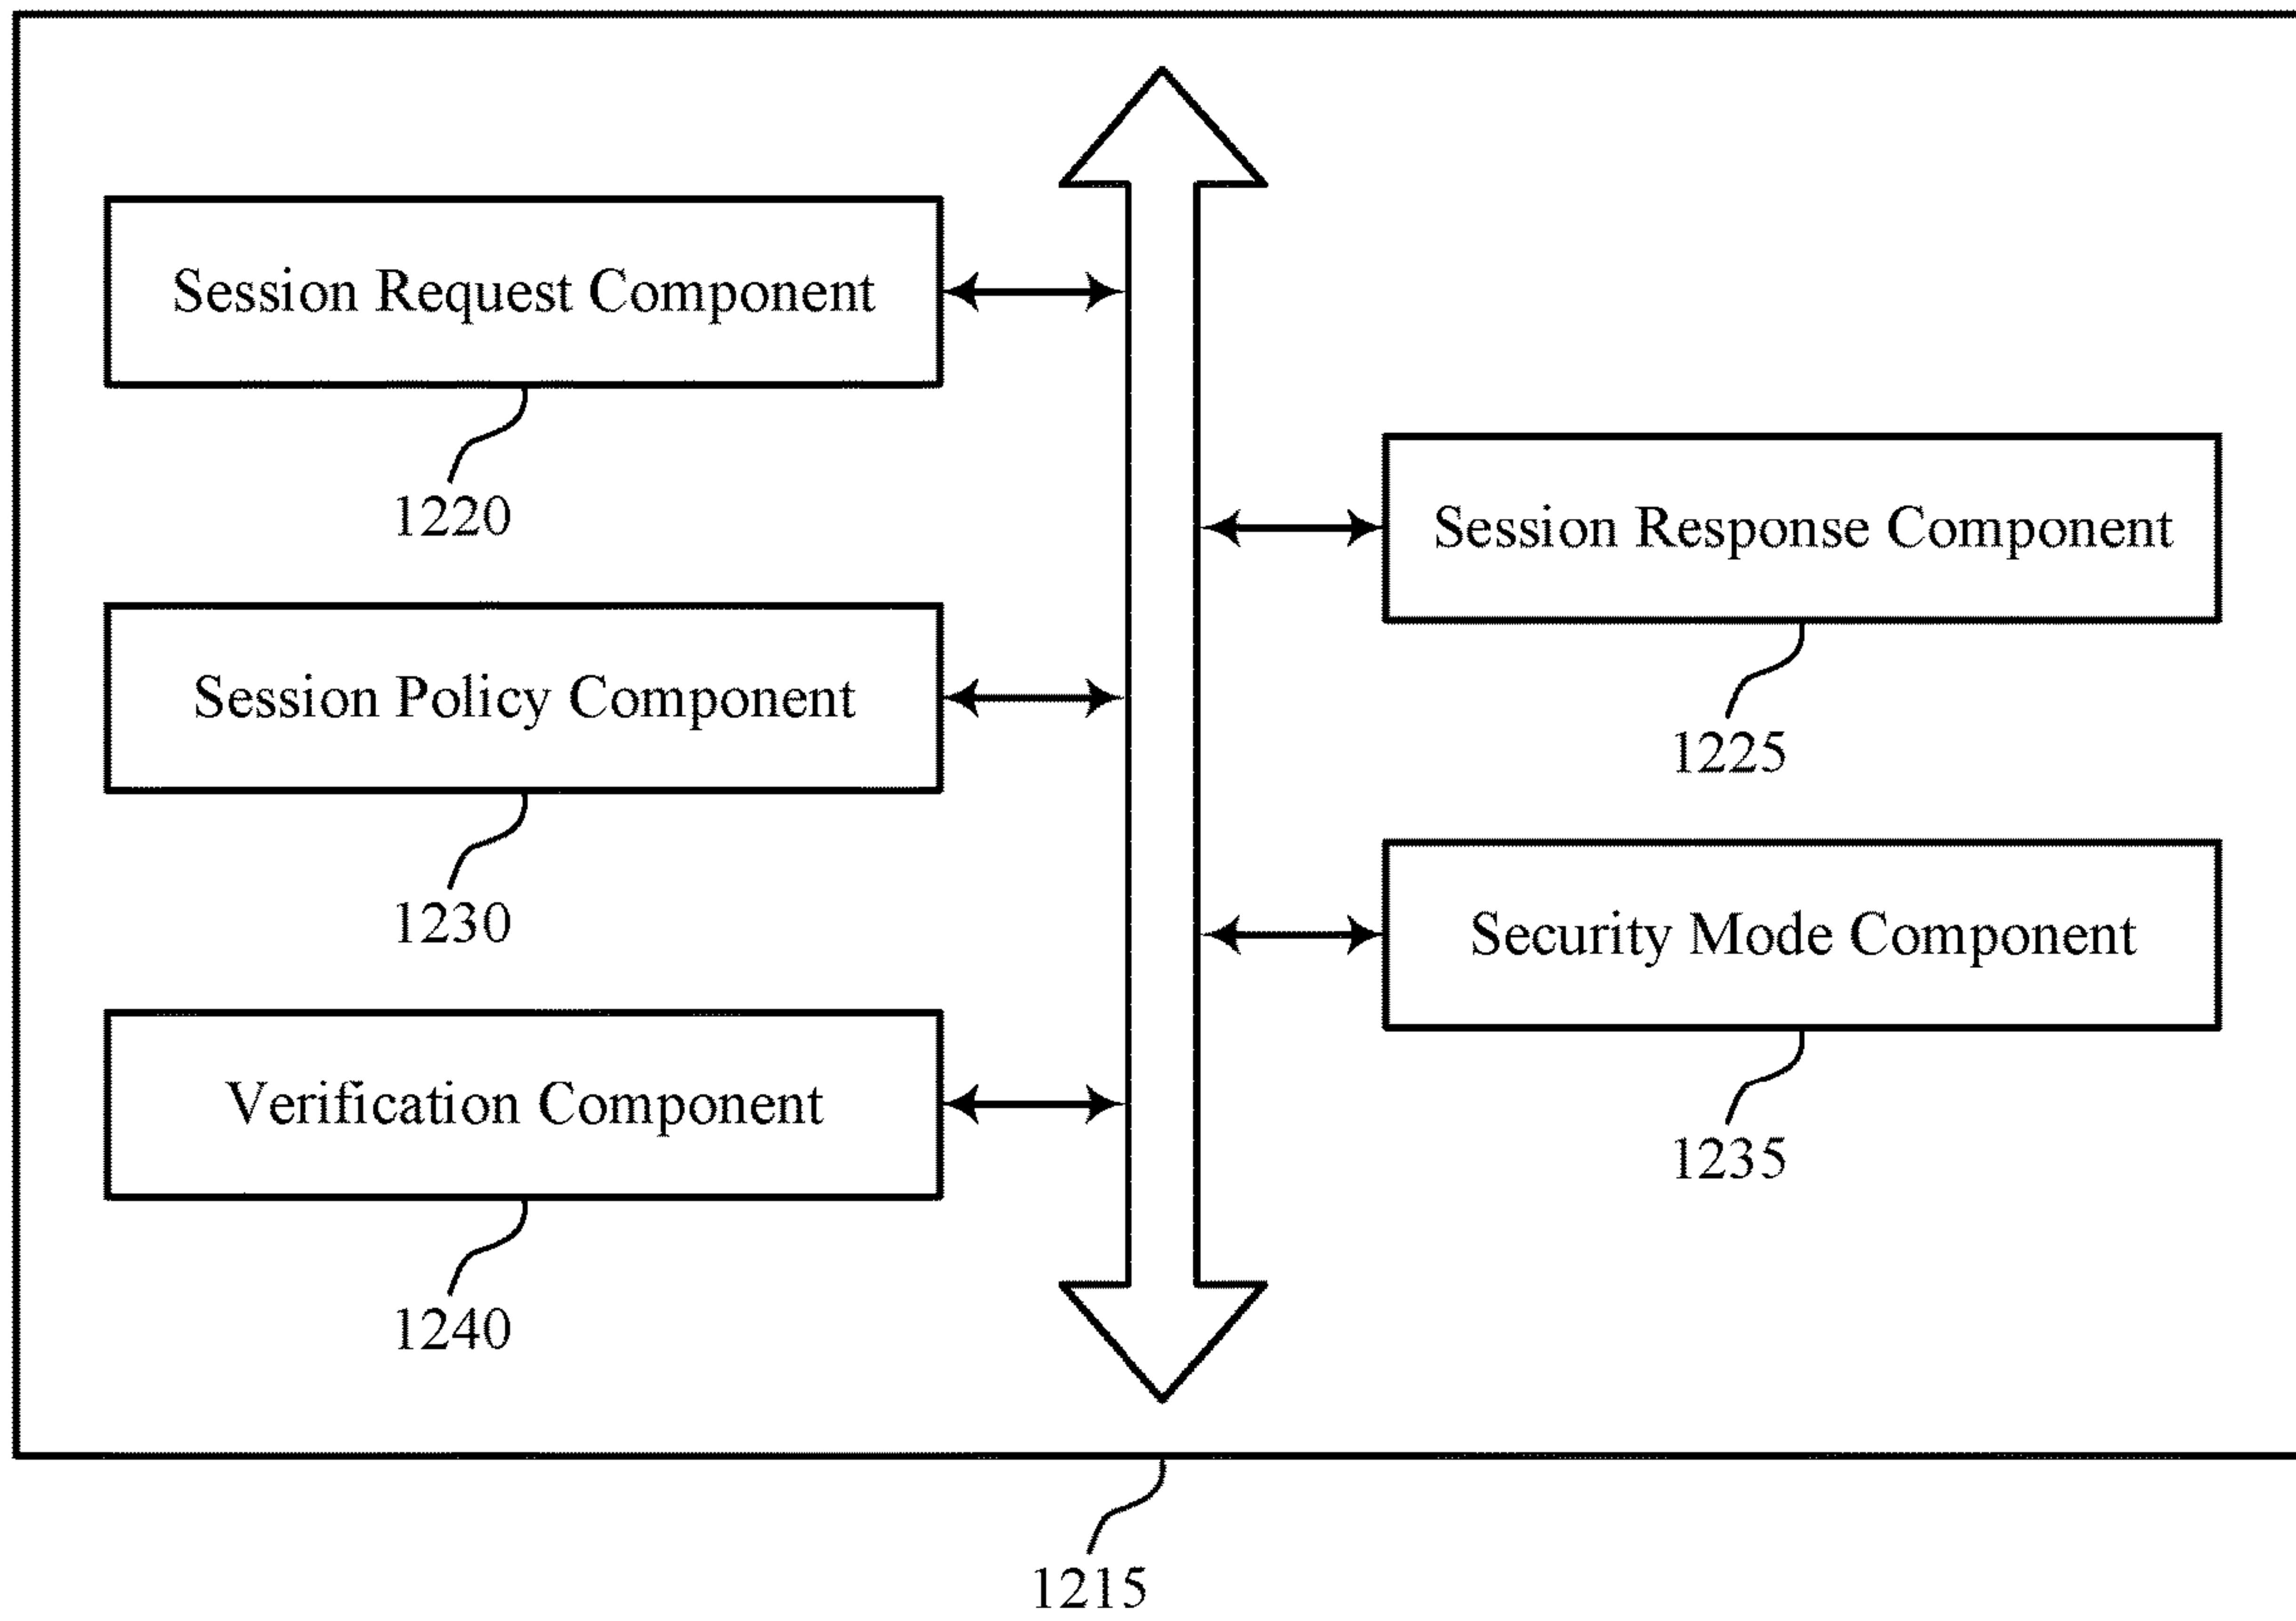 Session Request Component
1220
Session Response Component
1225
Session Policy Component
1230
Security Mode Component
1235
Verification Component
1240
1215